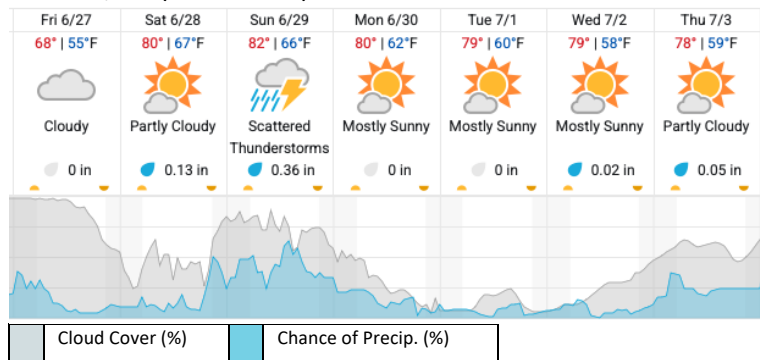 Fri 6/27 Sat 6/28 Sun 6/29 Mon 6/30 Tue 7/1 Wed 7/2 Thu 7/3
68° | 55°F 80° | 67°F 82° | 66°F 80° | 62°F 79° | 60°F 79° | 58°F 78° | 59°F
Cloudy Partly Cloudy Scattered Mostly Sunny Mostly Sunny Mostly Sunny Partly Cloudy
Thunderstorms
0 in 0.13 in 0.36 in 0 in 0 in 0.02 in 0.05 in
Cloud Cover (%) Chance of Precip. (%)